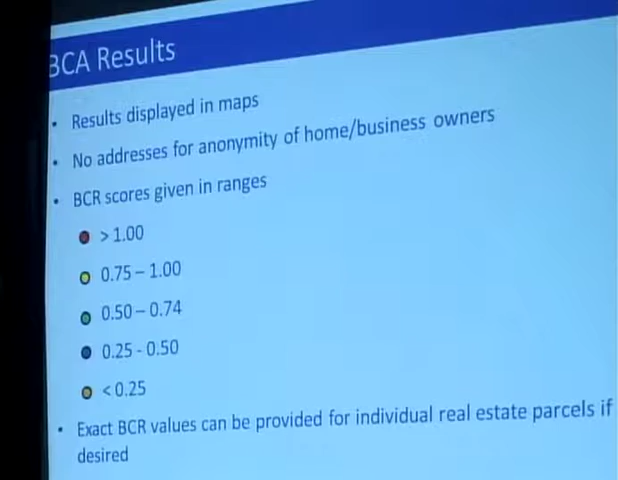 BCA Results
• Results displayed in maps
• No addresses for anonymity of home/business owners
• BCR scores given in ranges
> 1.00
0.75 – 1.00
0.50 – 0.74
0.25 - 0.50
< 0.25
• Exact BCR values can be provided for individual real estate parcels if
desired